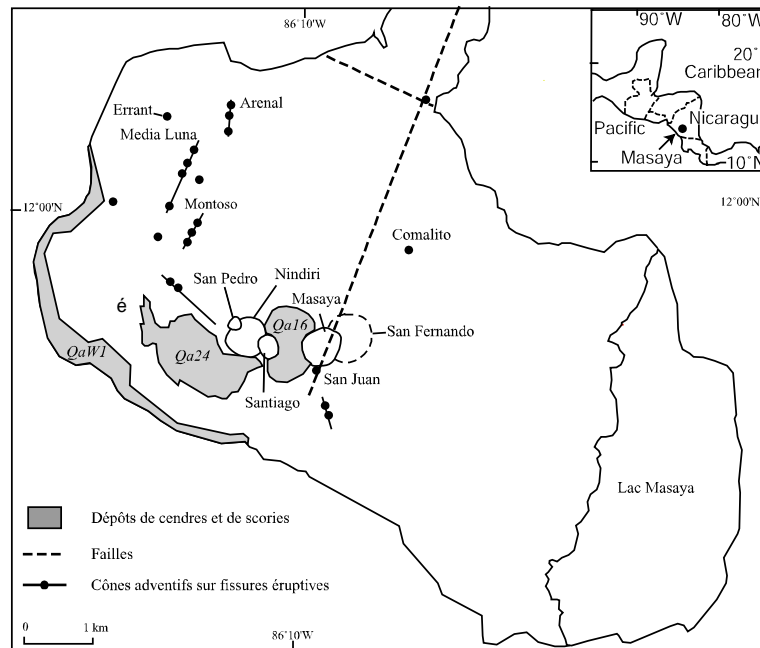 86˚10'W
90˚W
80˚W
20˚
Caribbean
Nicaragu
Pacific
Masaya
10˚N
Errant
Arenal
Media Luna
12˚00'N
Montoso
12˚00'N
Comalito
San Pedro
Nindiri
é
Masaya
Qa16
San Fernando
QaW1
Qa24
San Juan
Santiago
Lac Masaya
Dépôts de cendres et de scories
Failles
Cônes adventifs sur fissures éruptives
0 1 km
86˚10'W